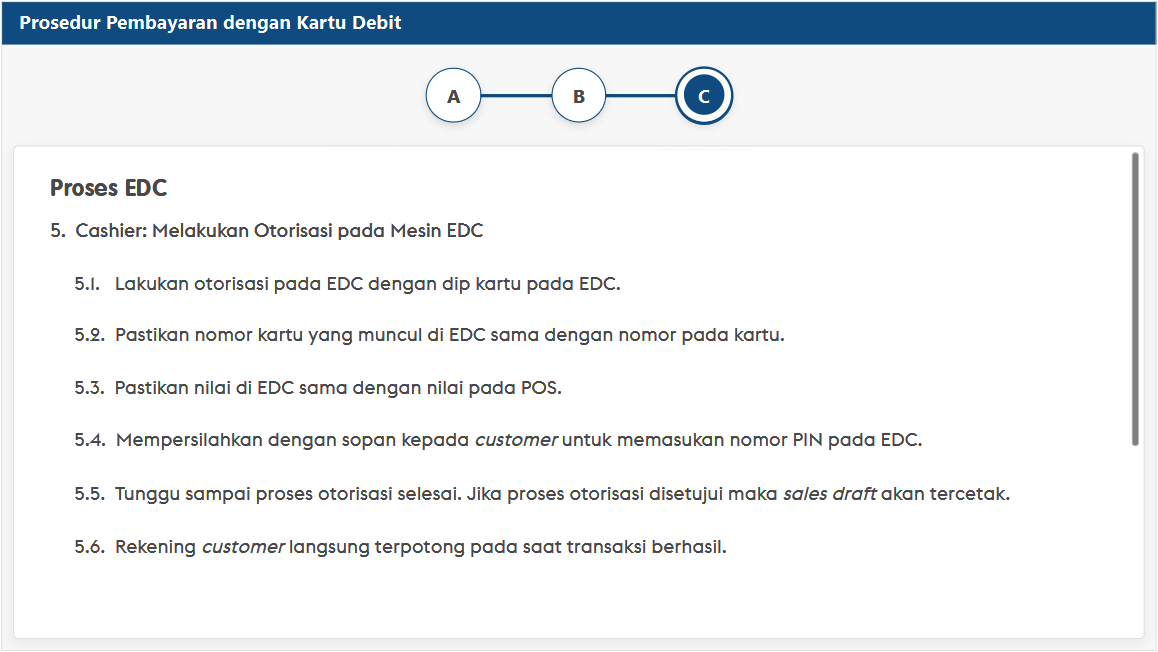 Prosedur Pembayaran dengan Kartu Debit
A B C
Proses EDC
5. Cashier: Melakukan Otorisasi pada Mesin EDC
5.1. Lakukan otorisasi pada EDC dengan dip kartu pada EDC.
5.2. Pastikan nomor kartu yang muncul di EDC sama dengan nomor pada kartu.
5.3. Pastikan nilai di EDC sama dengan nilai pada POS.
5.4. Mempersilahkan dengan sopan kepada customer untuk memasukan nomor PIN pada EDC.
5.5. Tunggu sampai proses otorisasi selesai. Jika proses otorisasi disetujui maka sales draft akan tercetak.
5.6. Rekening customer langsung terpotong pada saat transaksi berhasil.